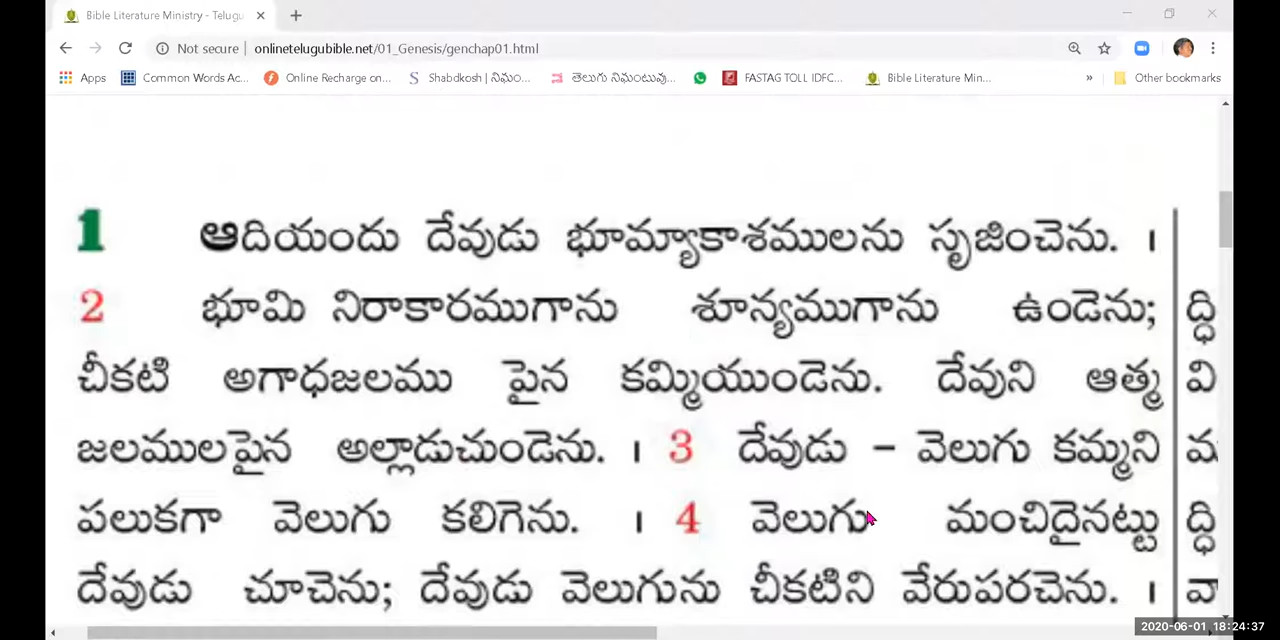 Bible Literature Ministry - Telugu
Not secure onlinetelugubible.net/01_Genesis/genchap01.html
Apps Common Words Ac... Online Recharge on... Shabdkosh | నిఘం... తెలుగు నిఘంటువు... FASTAG TOLL IDFC... Bible Literature Min... » Other bookmarks
1 ఆదియందు దేవుడు భూమ్యాకాశములను సృజించెను. ।
2 భూమి నిరాకారముగాను శూన్యముగాను ఉండెను; ద్ధి
చీకటి అగాధజలము పైన కమ్మియుండెను. దేవుని ఆత్మ వి
జలములపైన అల్లాడుచుండెను. । 3 దేవుడు – వెలుగు కమ్మని
పలుకగా వెలుగు కలిగెను. । 4 వెలుగు మంచిదైనట్టు ద్ధి
దేవుడు చూచెను; దేవుడు వెలుగును చీకటిని వేరుపరచెను. ।
2020-06-01 18:24:37